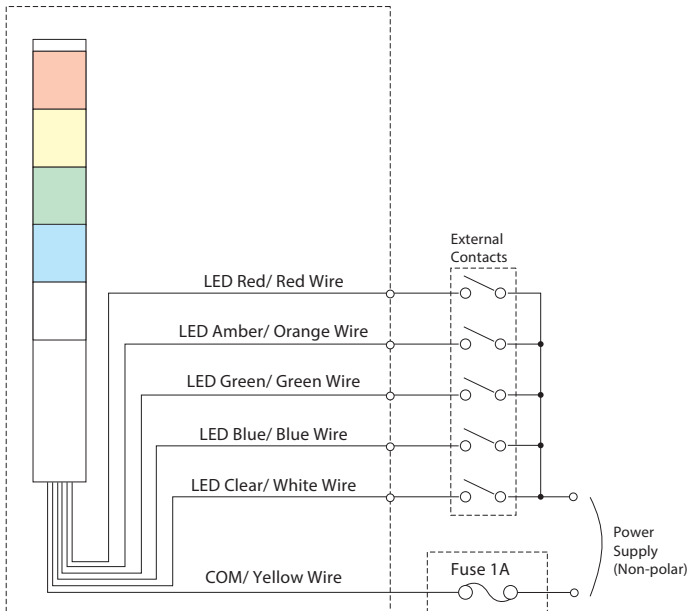 External
Contacts
LED Red/ Red Wire
LED Amber/ Orange Wire
LED Green/ Green Wire
LED Blue/ Blue Wire
LED Clear/ White Wire
COM/ Yellow Wire
Fuse 1A
Power
Supply
(Non-polar)